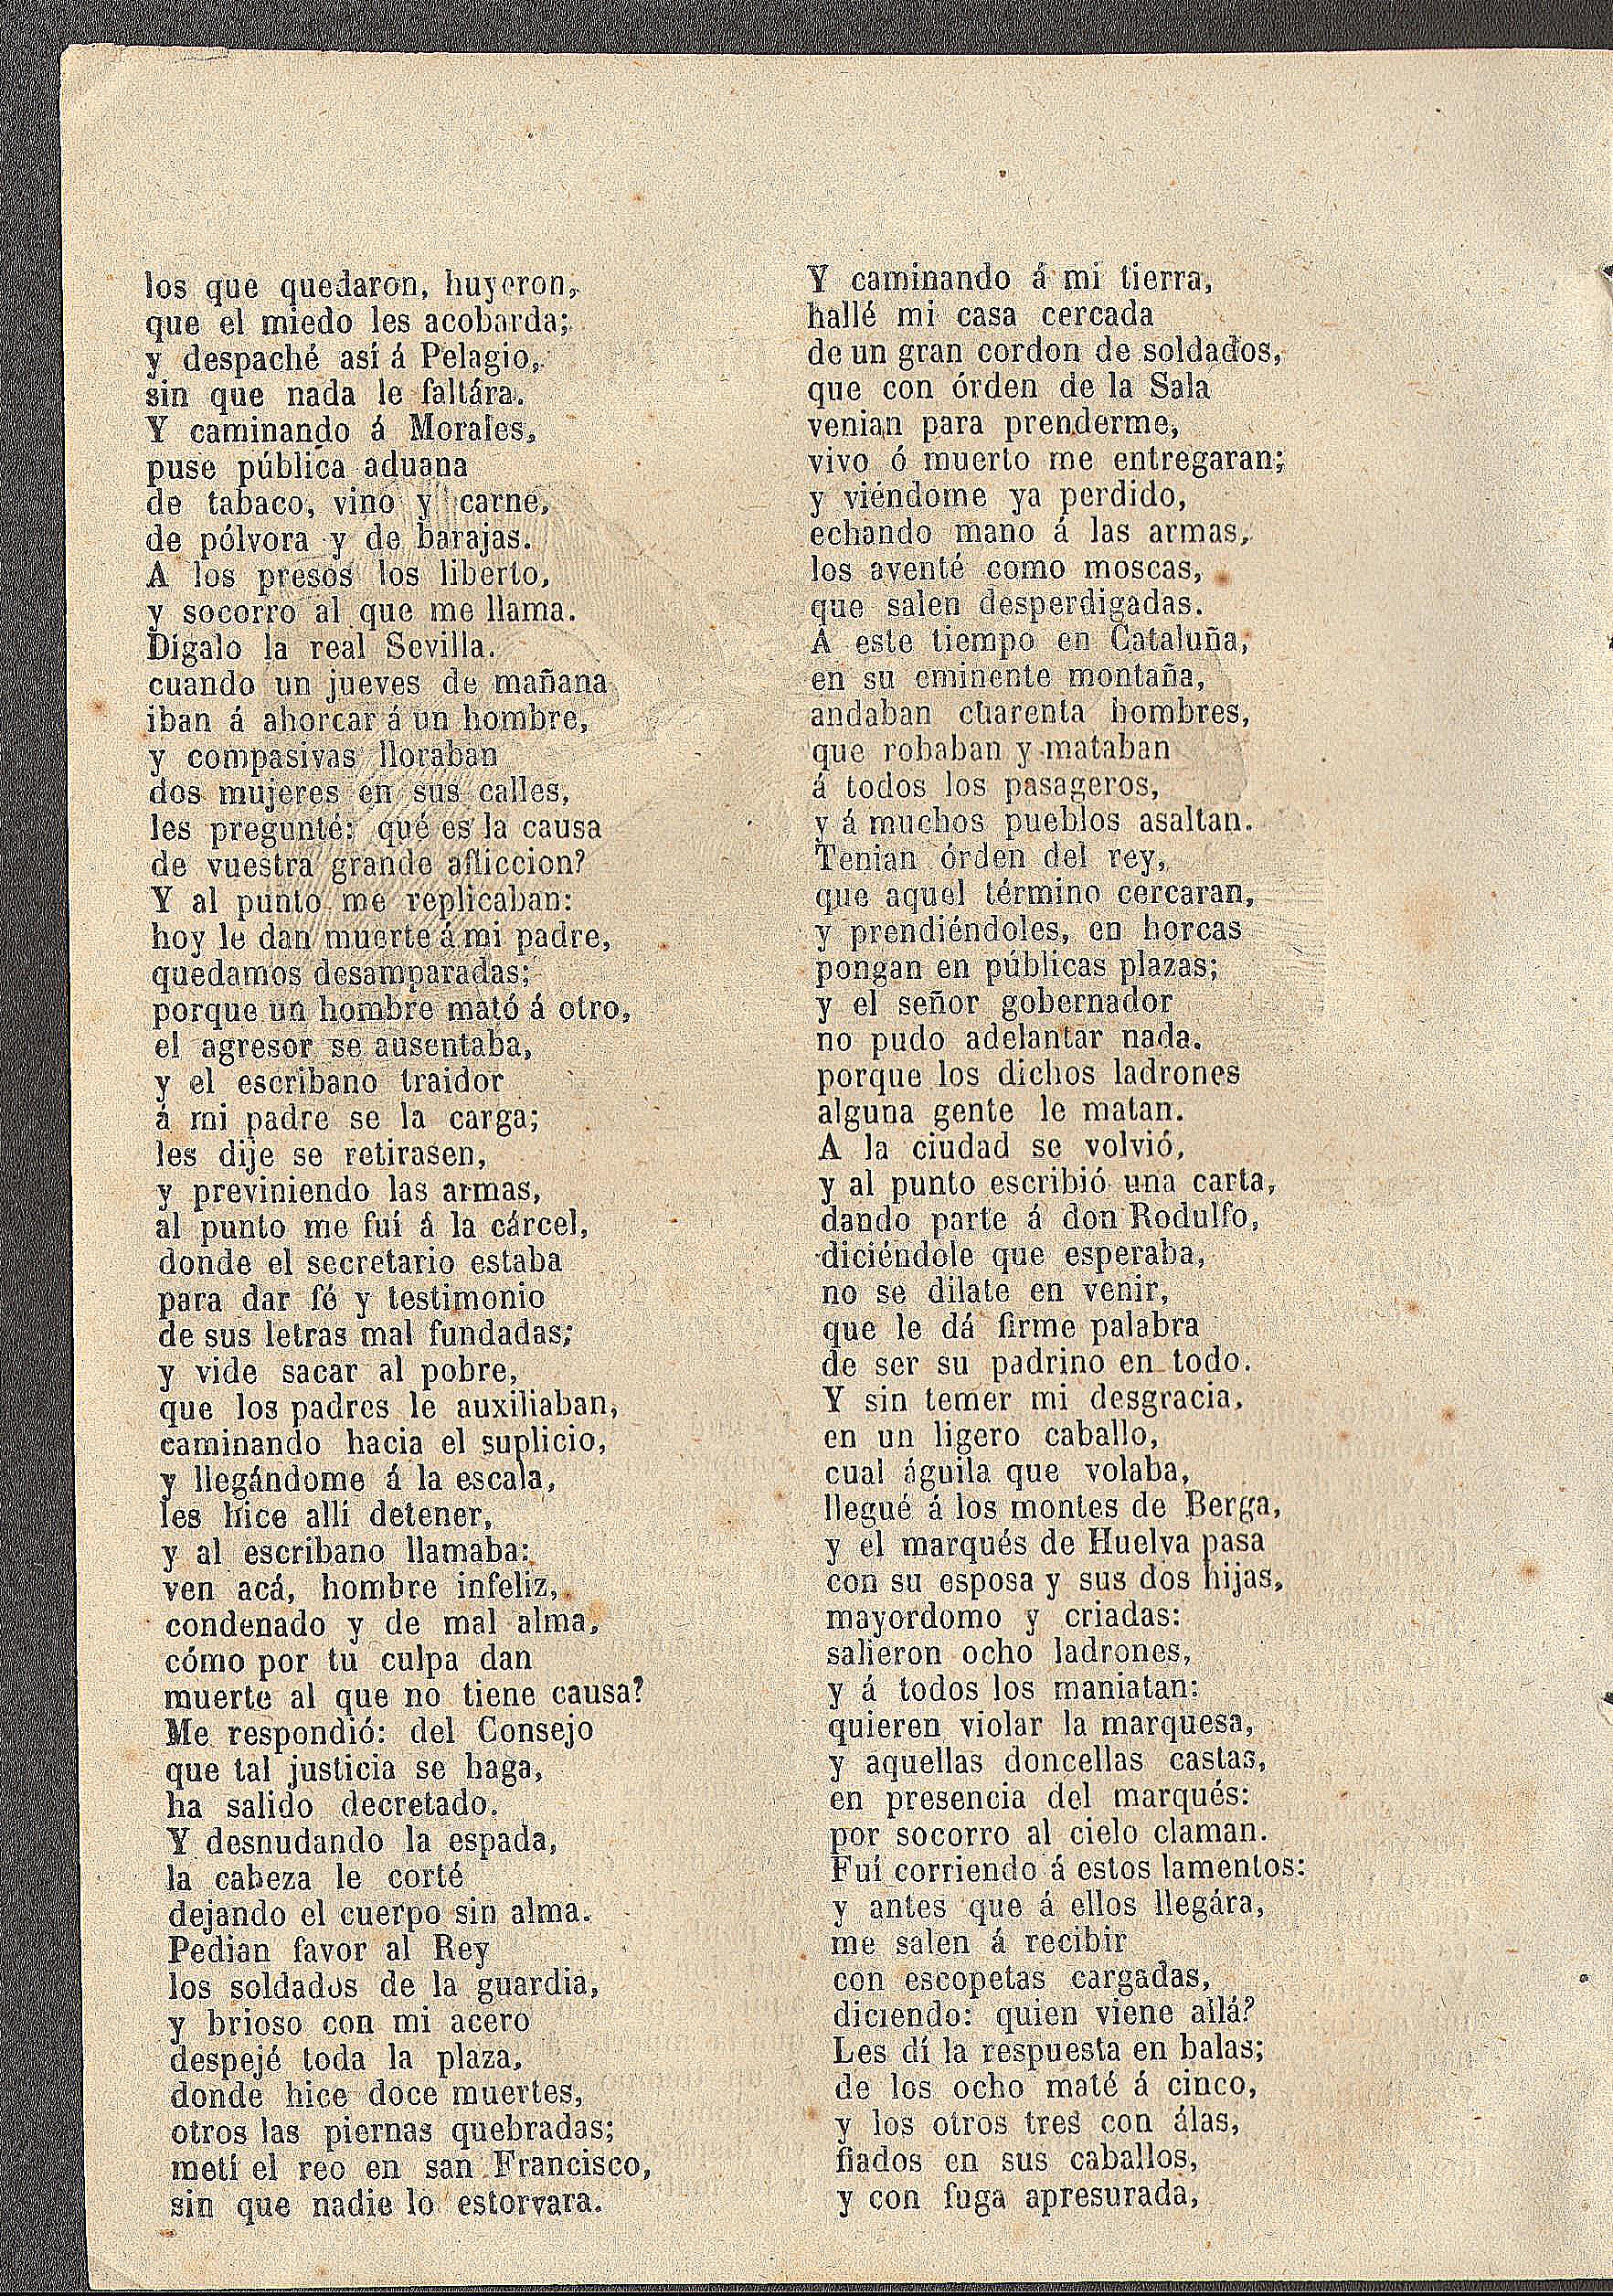 los que quedaron, huyeron,
que el miedo les acobarda;
y despaché así á Pelagio,
sin que nada le faltára.
Y caminando á Morales,
puse pública aduana
de tabaco, vino y carne,
de pólvora y de barajas.
A los presos los liberto,
y socorro al que me llama.
Dígalo la real Sevilla.
cuando un jueves de mañana
iban á ahorcar á un hombre,
y compasivas lloraban
dos mujeres en sus calles,
les pregunté: qué es la causa
de vuestra grande afliccion?
Y al punto me replicaban:
hoy le dan muerte á mi padre,
quedamos desamparadas;
porque un hombre mató á otro,
el agresor se ausentaba,
y el escribano traidor
á mi padre se la carga;
les dije se retirasen,
y previniendo las armas,
al punto me fuí á la cárcel,
donde el secretario estaba
para dar fé y testimonio
de sus letras mal fundadas;
y vide sacar al pobre,
que los padres le auxiliaban,
caminando hacia el suplicio,
y llegándome á la escala,
les hice alli detener,
y al escribano llamaba:
ven acá, hombre infeliz,
condenado y de mal alma,
cómo por tu culpa dan
muerte al que no tiene causa?
Me respondió: del Consejo
que tal justicia se haga,
ha salido decretado.
Y desnudando la espada,
la cabeza le corté
dejando el cuerpo sin alma.
Pedian favor al Rey
los soldados de la guardia,
y brioso con mi acero
despejé toda la plaza,
donde hice doce muertes,
otros las piernas quebradas;
metí el reo en san Francisco,
sin que nadie lo estorvara.
Y caminando á mi tierra,
hallé mi casa cercada
de un gran cordon de soldados,
que con órden de la Sala
venian para prenderme,
vivo ó muerto me entregaran;
y viéndome ya perdido,
echando mano á las armas,
los aventé como moscas,
que salen desperdigadas.
A este tiempo en Cataluña,
en su eminente montaña,
andaban cuarenta hombres,
que robaban y mataban
á todos los pasageros,
y á muchos pueblos asaltan.
Tenian órden del rey,
que aquel término cercaran,
y prendiéndoles, en horcas
pongan en públicas plazas;
y el señor gobernador
no pudo adelantar nada.
porque los dichos ladrones
alguna gente le matan.
A la ciudad se volvió,
y al punto escribió una carta,
dando parte á don Rodulfo,
diciéndole que esperaba,
no se dilate en venir,
que le dá firme palabra
de ser su padrino en todo.
Y sin temer mi desgracia,
en un ligero caballo,
cual águila que volaba,
llegué á los montes de Berga,
y el marqués de Huelva pasa
con su esposa y sus dos hijas,
mayordomo y criadas:
salieron ocho ladrones,
y á todos los maniatan:
quieren violar la marquesa,
y aquellas doncellas castas,
en presencia del marqués:
por socorro al cielo claman.
Fuí corriendo á estos lamentos:
y antes que á ellos llegára,
me salen á recibir
con escopetas cargadas,
diciendo: quien viene allá?
Les dí la respuesta en balas;
de los ocho maté á cinco,
y los otros tres con álas,
fiados en sus caballos,
y con fuga apresurada,